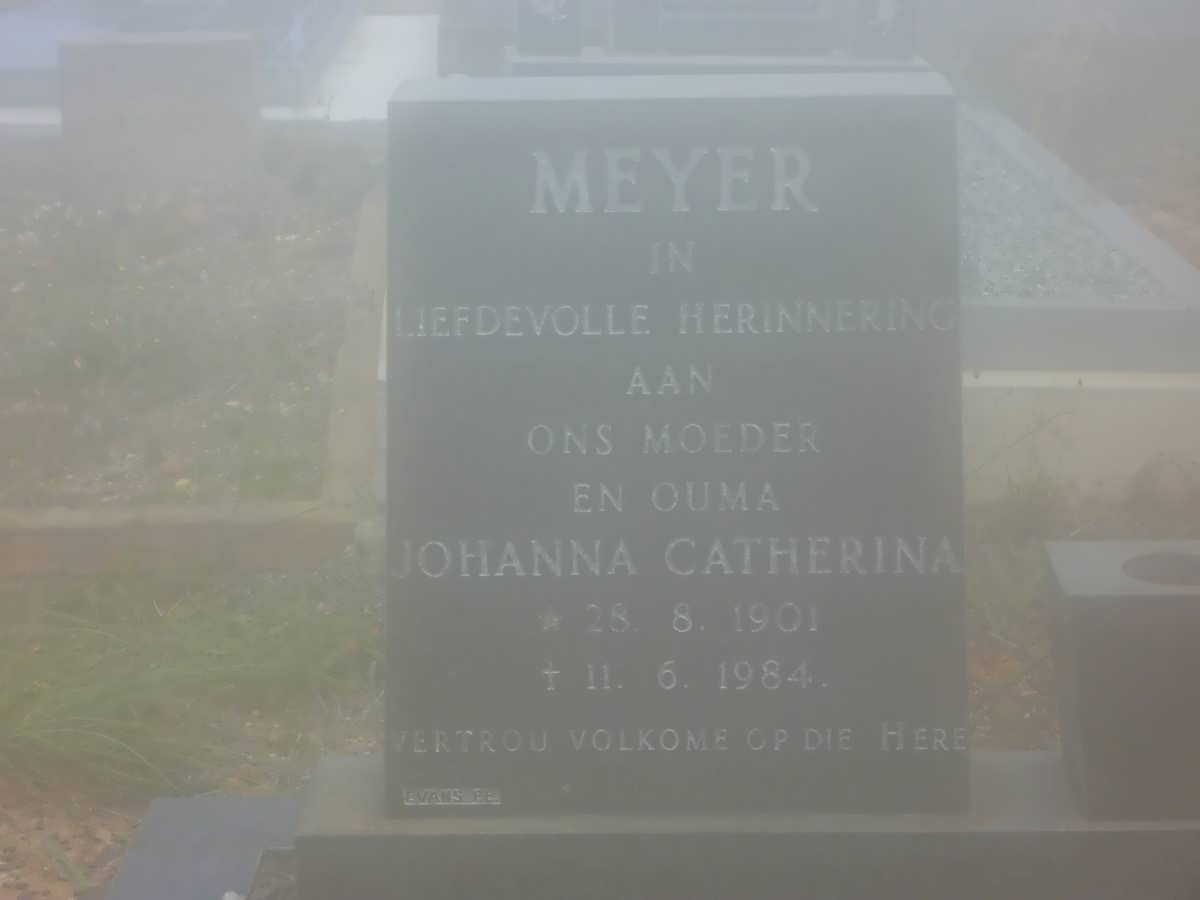 MEYER
IN
LIEFDEVOLLE HERINNERING
AAN
ONS MOEDER
EN OUMA
JOHANNA CATHERINA
☆ 28. 8. 1901
† 11. 6. 1984.
VERTROU VOLKOME OP DIE HERE
EVANS P.E.